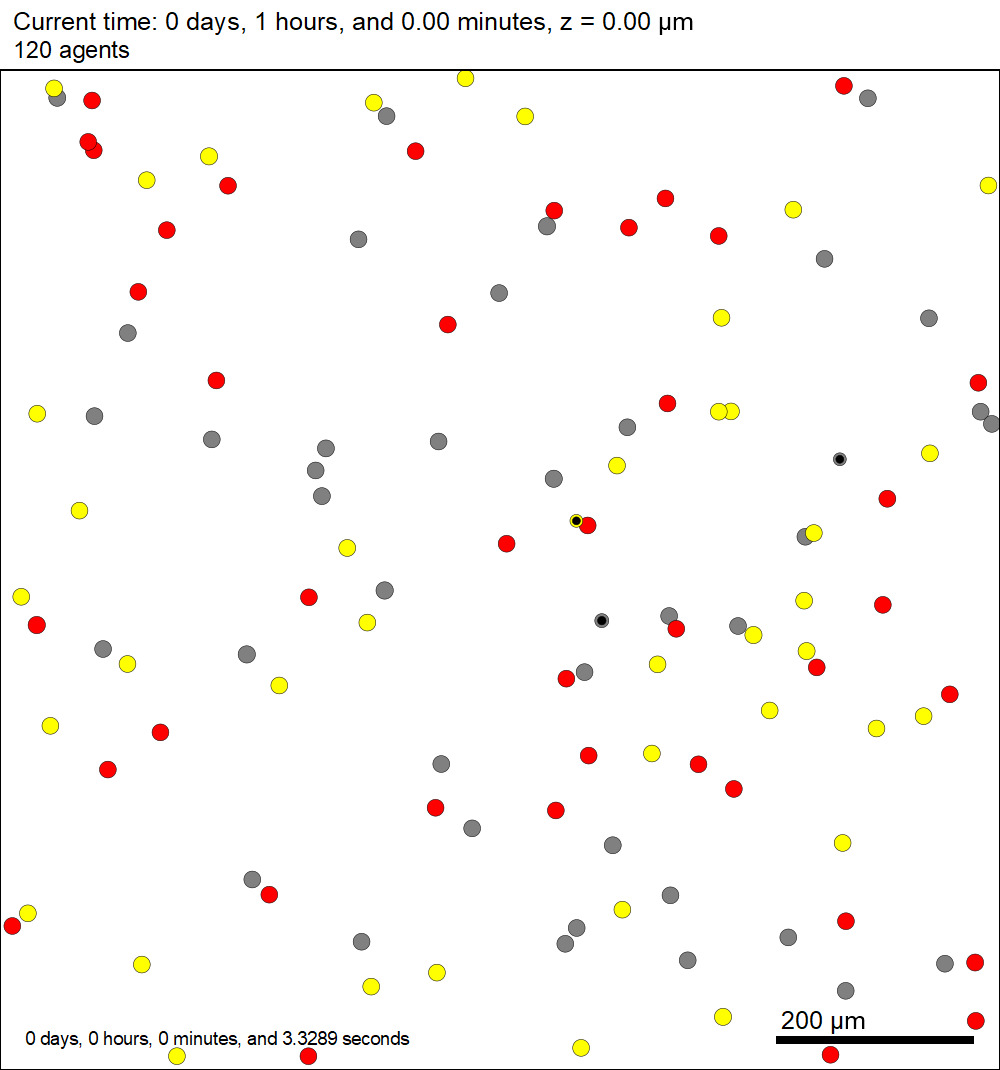 Current time: 0 days, 1 hours, and 0.00 minutes, z = 0.00 μm
120 agents
200 μm
0 days, 0 hours, 0 minutes, and 3.3289 seconds